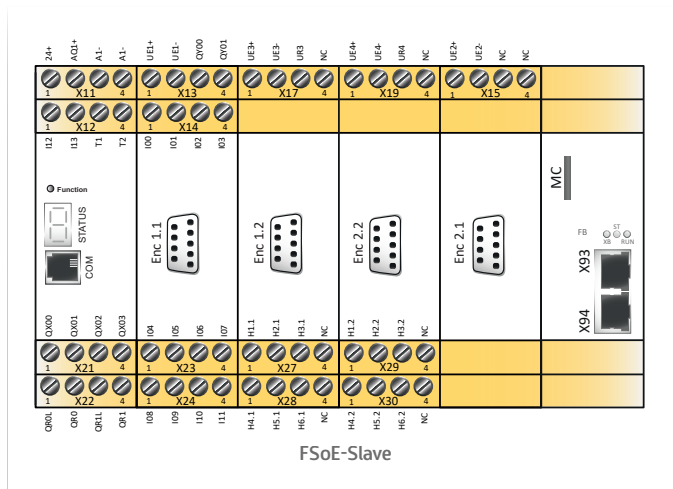 24+ AQ1+ A1- A1- UE1+ UE1- QY00 QY01 UE3+ UE3- UR3 NC UE4+ UE4- UR4 NC UE2+ UE2- NC NC
1 X11 4 1 X13 4 1 X17 4 1 X19 4 1 X15 4
1 X12 4 1 X14 4
I12 I13 T1 T2 I00 I01 I02 I03
Function
STATUS
COM
Enc 1.1
Enc 1.2
Enc 2.2
Enc 2.1
MC
FB ST
XB RUN
X93
X94
QX00 QX01 QX02 QX03 I04 I05 I06 I07 H1.1 H2.1 H3.1 NC H1.2 H2.2 H3.2 NC
1 X21 4 1 X23 4 1 X27 4 1 X29 4
1 X22 4 1 X24 4 1 X28 4 1 X30 4
QR0L QR0 QR1L QR1 I08 I09 I10 I11 H4.1 H5.1 H6.1 NC H4.2 H5.2 H6.2 NC
FSoE-Slave